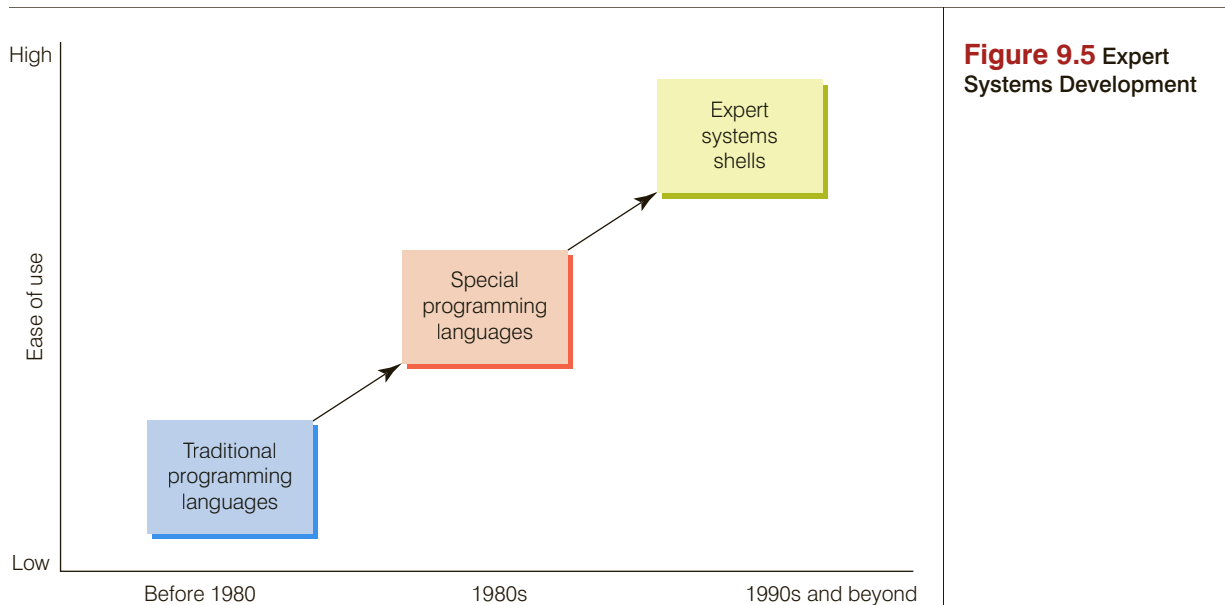 High
Figure 9.5 Expert
Systems Development
Expert
systems
shells
Ease of use
Special
programming
languages
Traditional
programming
languages
Low
Before 1980
1980s
1990s and beyond